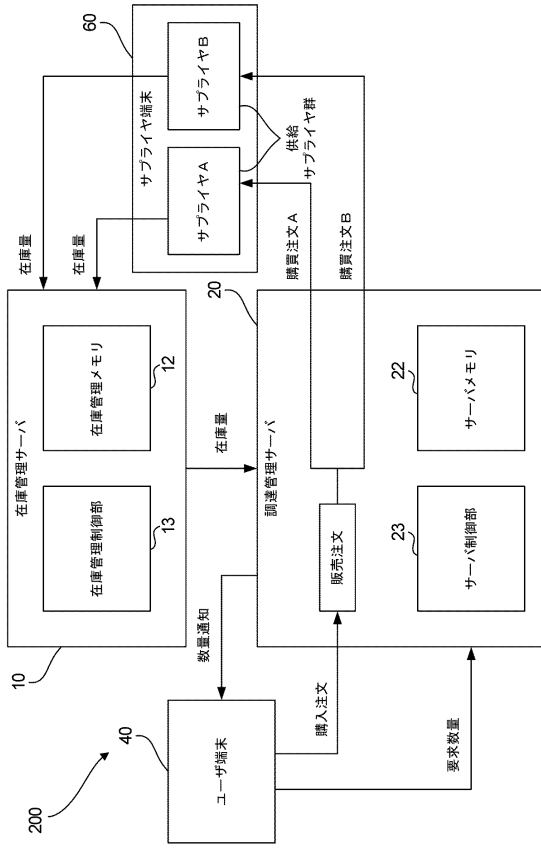 200
10
在庫管理サーバ
在庫管理制御部
13
在庫管理メモリ
12
在庫量
在庫量
60
サプライヤ端末
サプライヤA
サプライヤB
供給
サプライヤ群
40
ユーザ端末
数量通知
在庫量
購入注文
要求数量
20
調達管理サーバ
販売注文
購買注文A
購買注文B
サーバ制御部
23
サーバメモリ
22